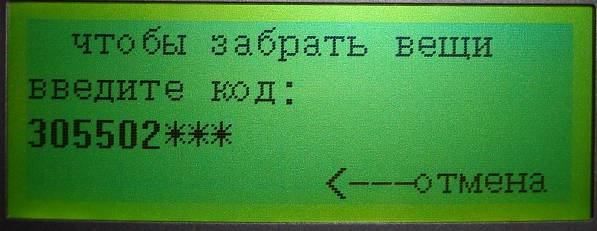 чтобы забрать вещи
введите код:
305502***
<---отмена